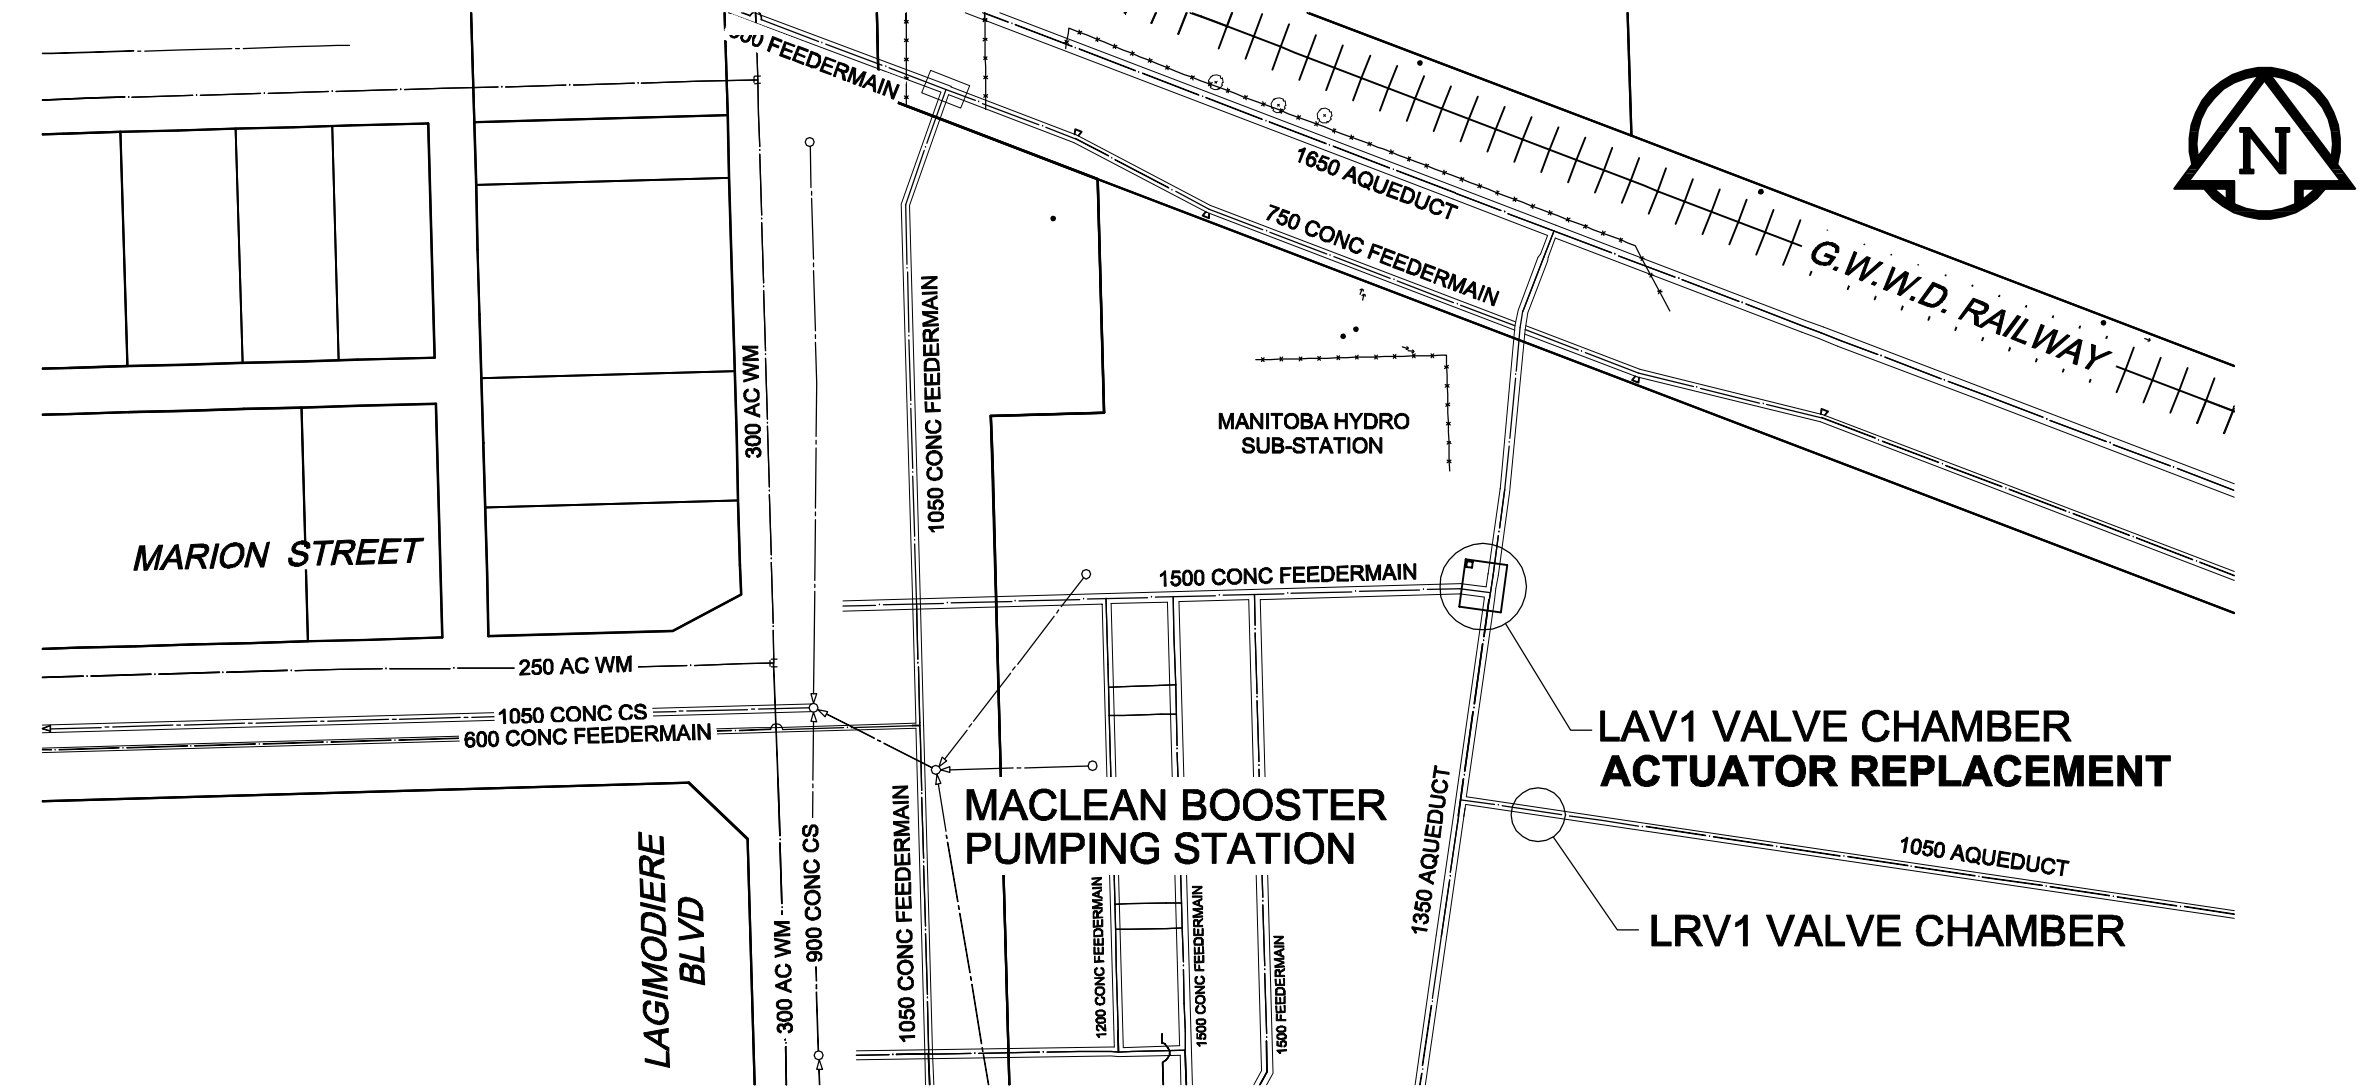 FEEDERMAIN
N
1650 AQUEDUCT
750 CONC FEEDERMAIN
G.W.W.D. RAILWAY
1050 CONC FEEDERMAIN
300 AC WM
MANITOBA HYDRO
SUB-STATION
MARION STREET
1500 CONC FEEDERMAIN
250 AC WM
1050 CONC CS
600 CONC FEEDERMAIN
LAV1 VALVE CHAMBER
ACTUATOR REPLACEMENT
MACLEAN BOOSTER
PUMPING STATION
1350 AQUEDUCT
1050 AQUEDUCT
LRV1 VALVE CHAMBER
LAGIMODIERE
BLVD
300 AC WM
900 CONC CS
1050 CONC FEEDERMAIN
1200 CONC FEEDERMAIN
1500 CONC FEEDERMAIN
1500 FEEDERMAIN